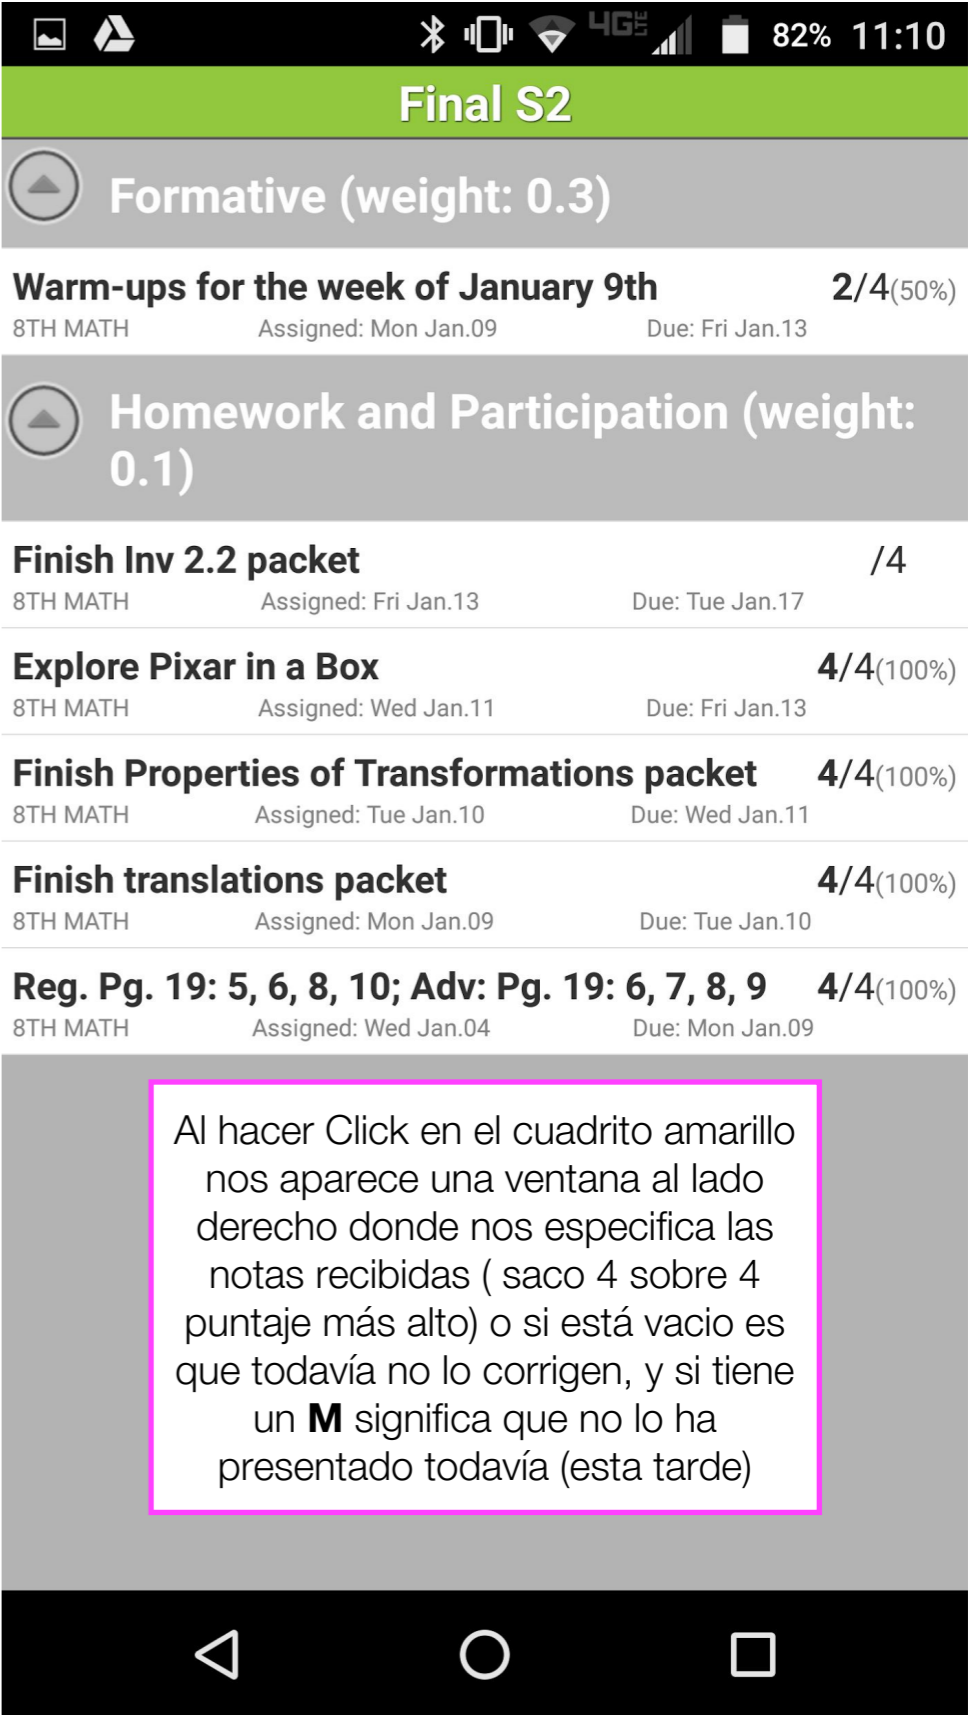 4G LTE 82% 11:10
Final S2
Formative (weight: 0.3)
Warm-ups for the week of January 9th 2/4(50%)
8TH MATH Assigned: Mon Jan.09 Due: Fri Jan.13
Homework and Participation (weight:
0.1)
Finish Inv 2.2 packet /4
8TH MATH Assigned: Fri Jan.13 Due: Tue Jan.17
Explore Pixar in a Box 4/4(100%)
8TH MATH Assigned: Wed Jan.11 Due: Fri Jan.13
Finish Properties of Transformations packet 4/4(100%)
8TH MATH Assigned: Tue Jan.10 Due: Wed Jan.11
Finish translations packet 4/4(100%)
8TH MATH Assigned: Mon Jan.09 Due: Tue Jan.10
Reg. Pg. 19: 5, 6, 8, 10; Adv: Pg. 19: 6, 7, 8, 9 4/4(100%)
8TH MATH Assigned: Wed Jan.04 Due: Mon Jan.09
Al hacer Click en el cuadrito amarillo
nos aparece una ventana al lado
derecho donde nos especifica las
notas recibidas ( saco 4 sobre 4
puntaje más alto) o si está vacio es
que todavía no lo corrigen, y si tiene
un M significa que no lo ha
presentado todavía (esta tarde)